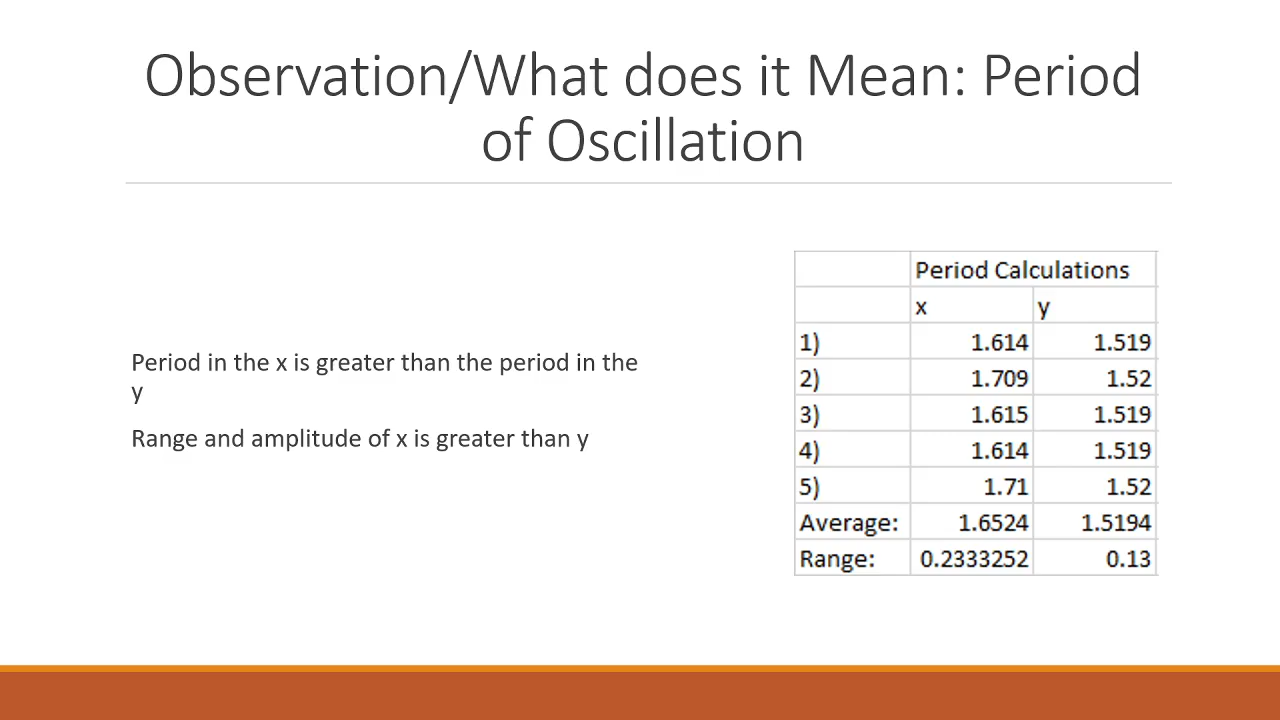 Observation/What does it Mean: Period
of Oscillation
Period in the x is greater than the period in the
y
Range and amplitude of x is greater than y
Period Calculations
x y
1) 1.614 1.519
2) 1.709 1.52
3) 1.615 1.519
4) 1.614 1.519
5) 1.71 1.52
Average: 1.6524 1.5194
Range: 0.2333252 0.13